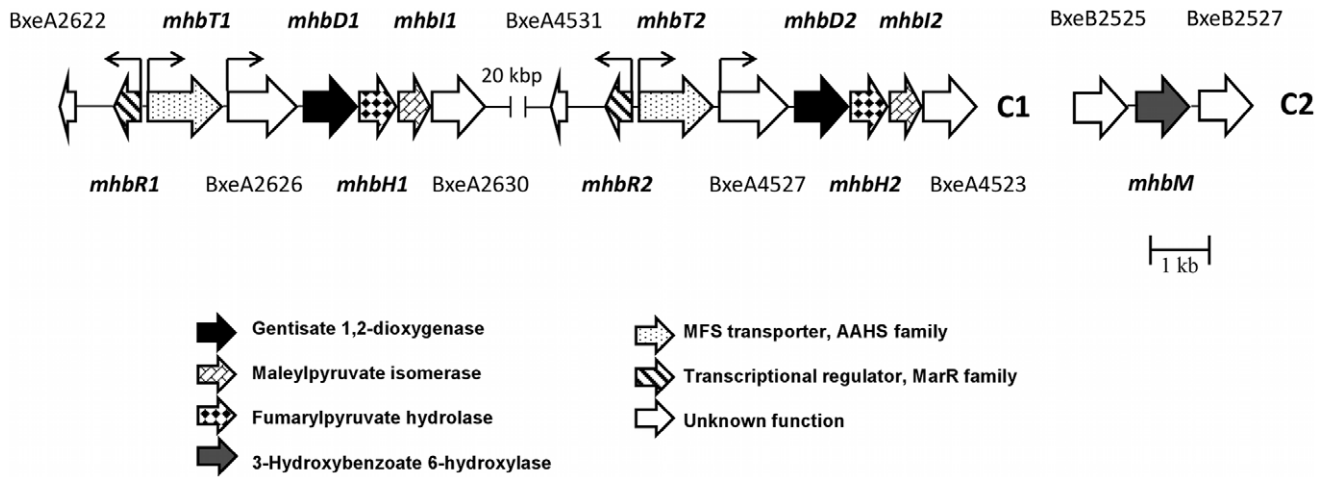 BxeA2622 mhbT1 mhbD1 mhbI1 BxeA4531 mhbT2 mhbD2 mhbI2 BxeB2525 BxeB2527
20 kbp
C1 C2
mhbR1 BxeA2626 mhbH1 BxeA2630 mhbR2 BxeA4527 mhbH2 BxeA4523 mhbM
1 kb
Gentisate 1,2-dioxygenase
Maleylpyruvate isomerase
Fumarylpyruvate hydrolase
3-Hydroxybenzoate 6-hydroxylase
MFS transporter, AAHS family
Transcriptional regulator, MarR family
Unknown function